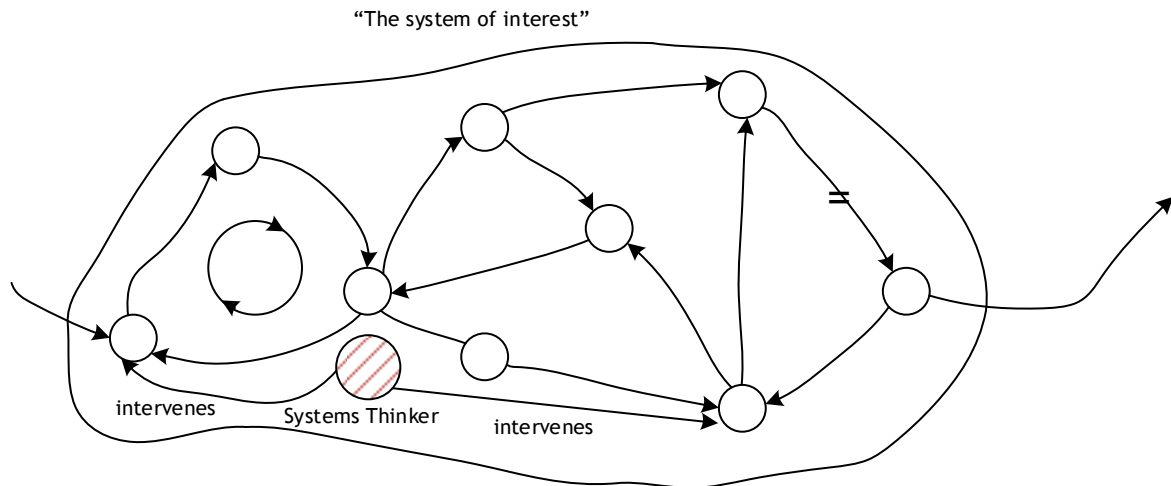 “The system of interest”
intervenes
Systems Thinker
intervenes